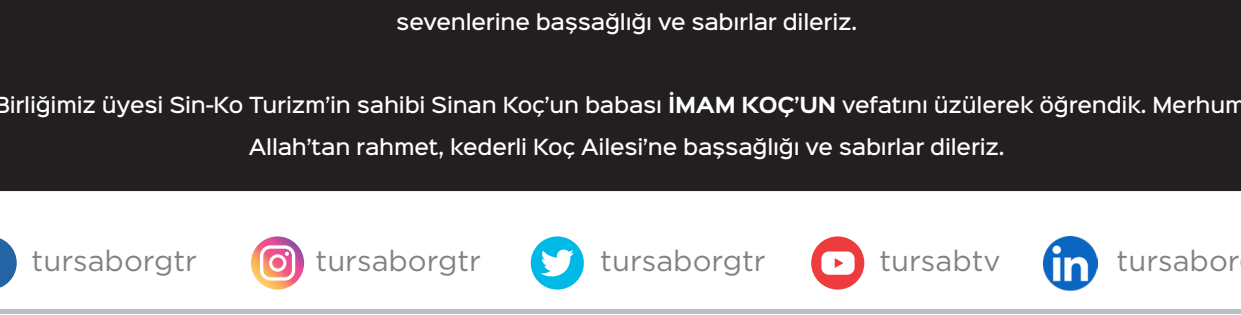 sevenlerine başsağlığı ve sabırlar dileriz.
Birliğimiz üyesi Sin-Ko Turizm’in sahibi Sinan Koç’un babası İMAM KOÇ’UN vefatını üzülerek öğrendik. Merhum
Allah’tan rahmet, kederli Koç Ailesi’ne başsağlığı ve sabırlar dileriz.
tursaborgtr tursaborgtr tursaborgtr tursabtv in tursaborg